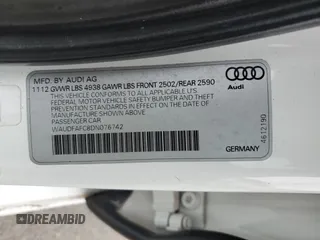 MFD. BY AUDI AG
1112 GVWR LBS 4938 GAWR LBS FRONT 2502/REAR 2590
THIS VEHICLE CONFORMS TO ALL APPLICABLE
FEDERAL MOTOR VEHICLE SAFETY BUMPER AND
THEFT PREVENTION STANDARDS IN EFFECT ON
THE DATE OF MANUFACTURE SHOWN ABOVE
PASSENGER CAR
WAUDFAFC8DN076742
Audi
4612190
GERMANY
DREAMBID